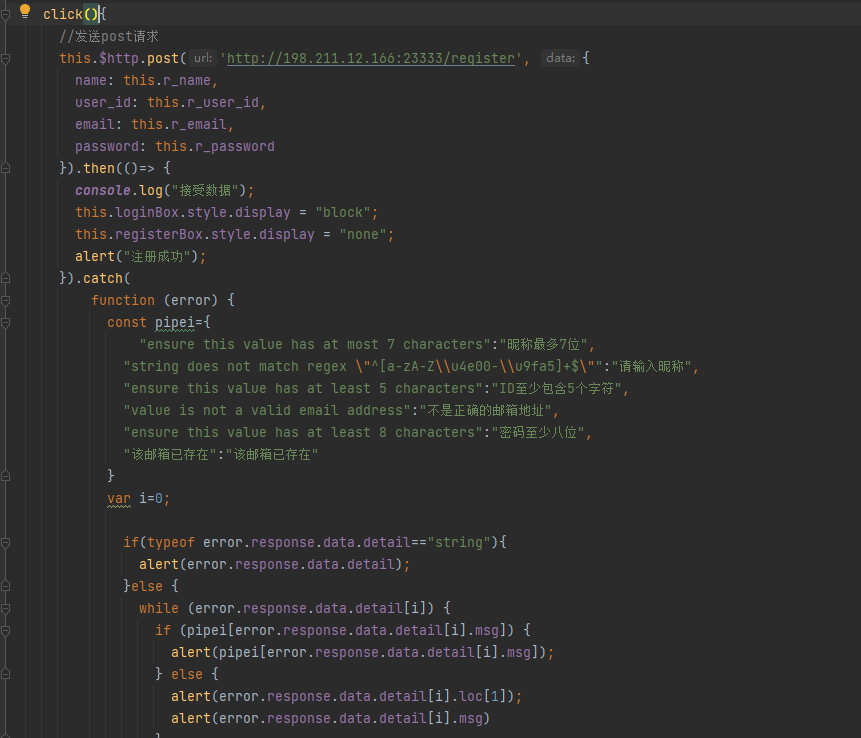 click(){
//发送post请求
this.$http.post( url: 'http://198.211.12.166:23333/register', data: {
name: this.r_name,
user_id: this.r_user_id,
email: this.r_email,
password: this.r_password
}).then(()=> {
console.log("接受数据");
this.loginBox.style.display = "block";
this.registerBox.style.display = "none";
alert("注册成功");
}).catch(
function (error) {
const pipei={
"ensure this value has at most 7 characters":"昵称最多7位",
"string does not match regex \"^[a-zA-Z\\u4e00-\\u9fa5]+$\"":"请输入昵称",
"ensure this value has at least 5 characters":"ID至少包含5个字符",
"value is not a valid email address":"不是正确的邮箱地址",
"ensure this value has at least 8 characters":"密码至少八位",
"该邮箱已存在":"该邮箱已存在"
}
var i=0;
if(typeof error.response.data.detail=="string"){
alert(error.response.data.detail);
}else {
while (error.response.data.detail[i]) {
if (pipei[error.response.data.detail[i].msg]) {
alert(pipei[error.response.data.detail[i].msg]);
} else {
alert(error.response.data.detail[i].loc[1]);
alert(error.response.data.detail[i].msg)